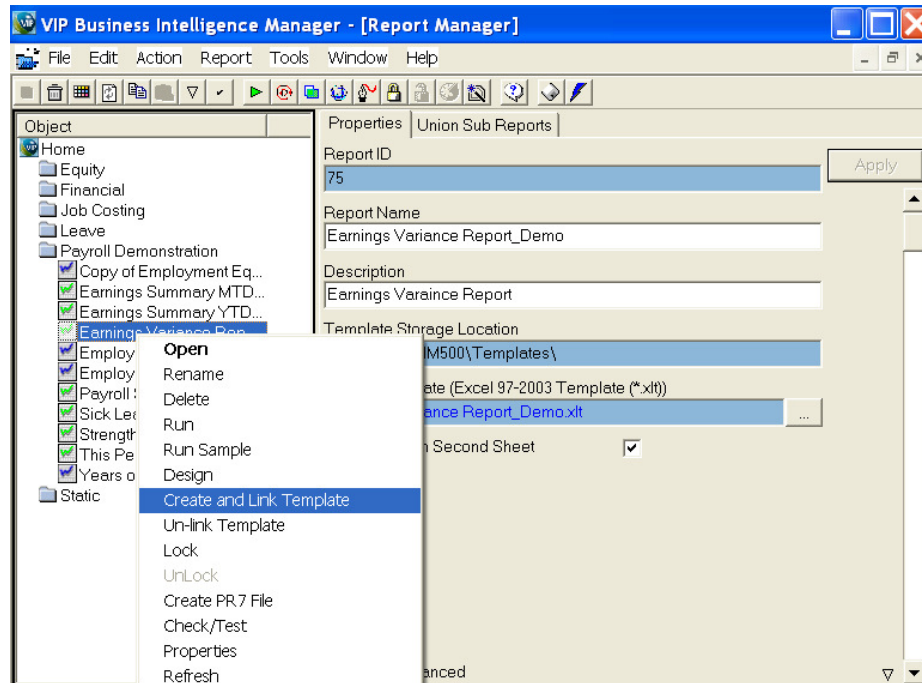 VIP Business Intelligence Manager - [Report Manager]
File Edit Action Report Tools Window Help
Object
Home
Equity
Financial
Job Costing
Leave
Payroll Demonstration
Copy of Employment Eq...
Earnings Summary MTD...
Earnings Summary YTD...
Earnings Variance Rep...
Employ
Employ
Payroll
Sick Lea
Strength
This Pe
Years o
Static
Open
Rename
Delete
Run
Run Sample
Design
Create and Link Template
Un-link Template
Lock
UnLock
Create PR7 File
Check/Test
Properties
Refresh
Properties Union Sub Reports
Report ID
75
Apply
Report Name
Earnings Variance Report_Demo
Description
Earnings Varaince Report
Template Storage Location
IM500\Templates\
ate (Excel 97-2003 Template (*.xlt))
ance Report_Demo.xlt
...
Second Sheet
anced